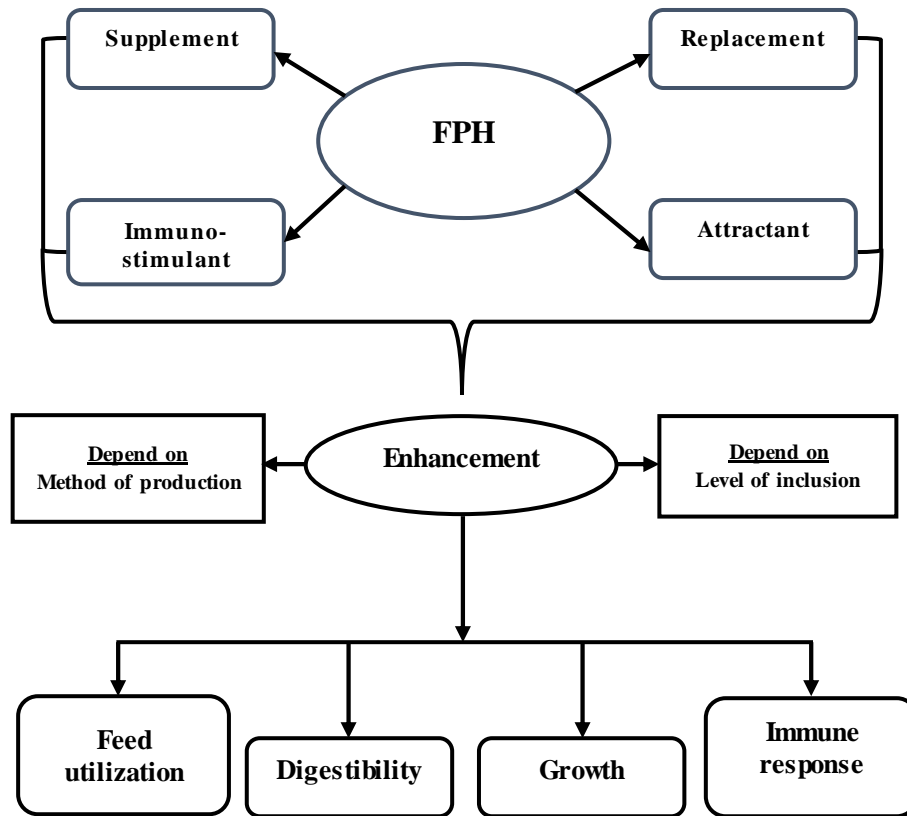 Supplement
Replacement
FPH
Immuno-
stimulant
Attractant
Depend on
Method of production
Enhancement
Depend on
Level of inclusion
Feed
utilization
Digestibility
Growth
Immune
response